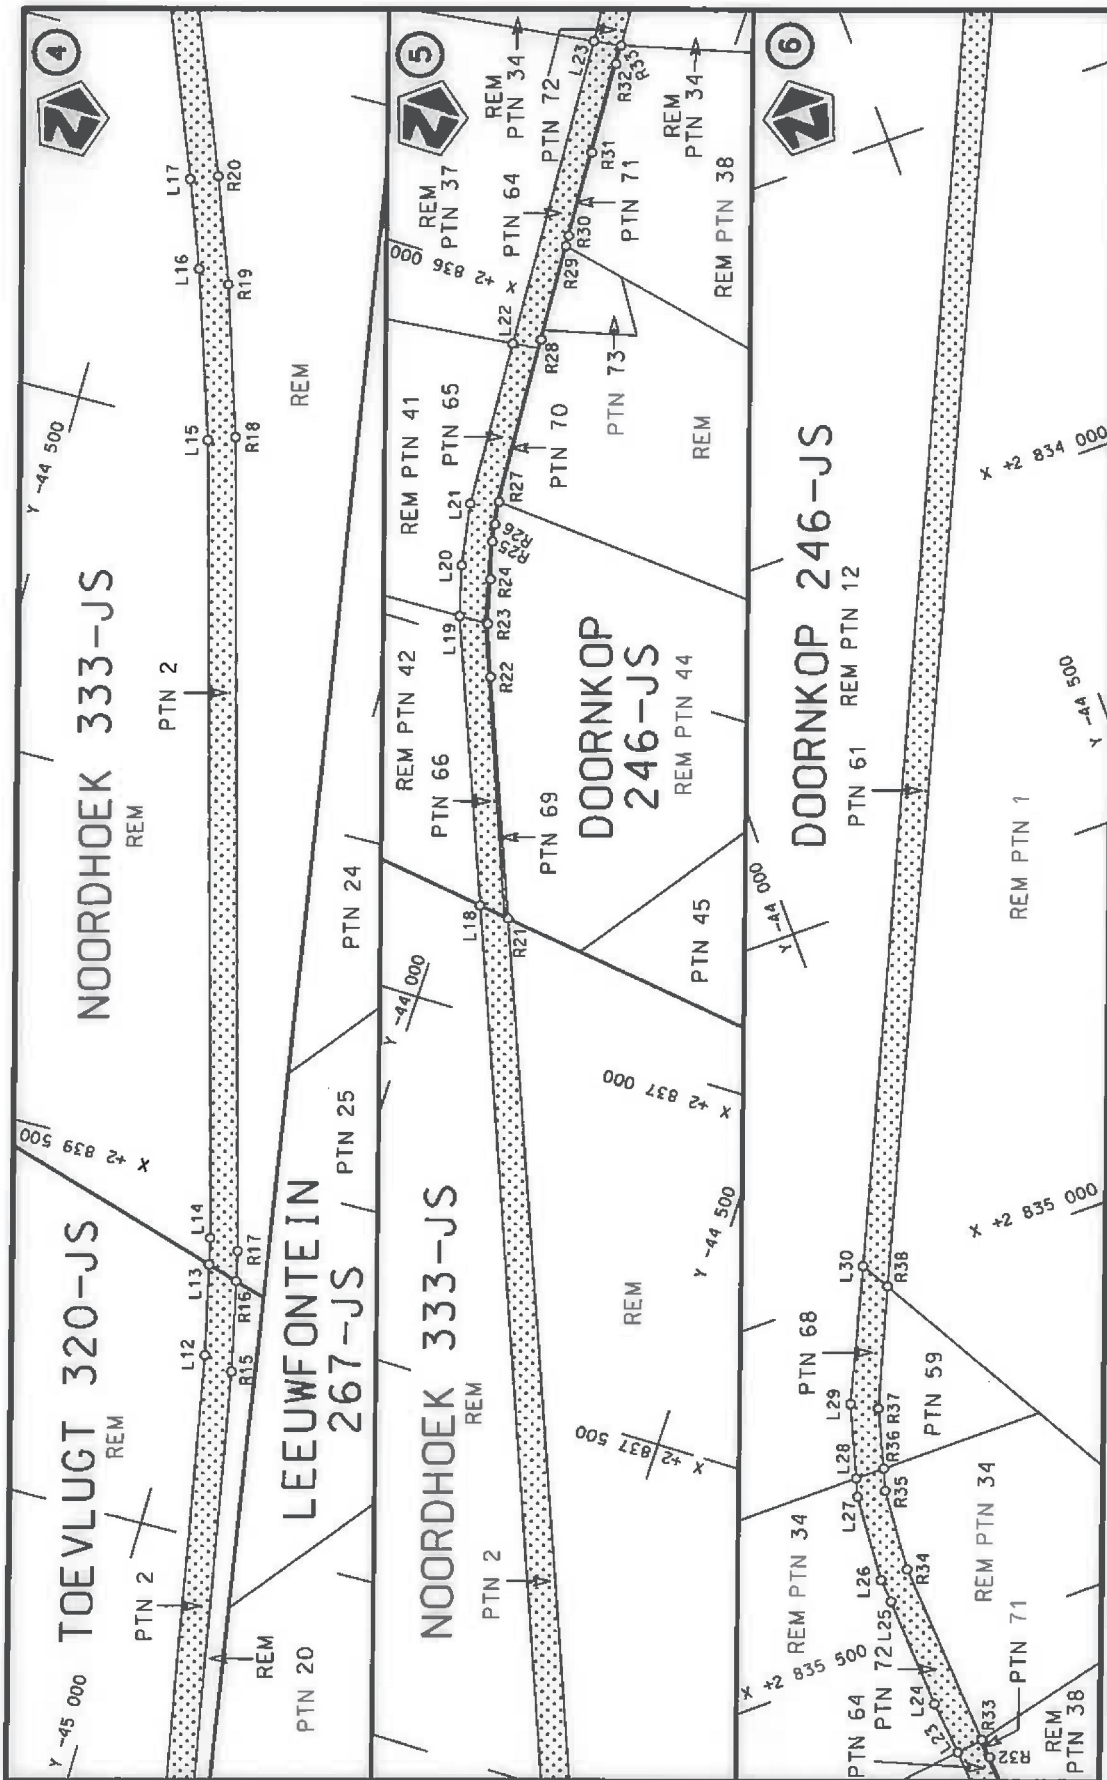 4
Y -45 000
TOEVLUGT 320-JS
REM
PTN 2
REM
PTN 20
L12
L13
L14
R15
R16
R17
LEEUWFONTEIN
267-JS
PTN 25
PTN 24
X +2 839 500
NOORDHOEK 333-JS
REM
PTN 2
Y -44 500
L15
L16
L17
R18
R19
R20
REM
5
NOORDHOEK 333-JS
REM
PTN 2
X +2 837 500
Y -44 500
REM
X +2 837 000
Y -44 000
L18
R21
PTN 45
PTN 66
REM PTN 42
PTN 69
DOORNKOP
246-JS
REM PTN 44
L19
L20
L21
R22
R23
R24
R25
R26
R27
REM PTN 41
PTN 65
PTN 70
REM
PTN 73
L22
R28
X +2 836 000
REM
PTN 37
PTN 64
R29
R30
PTN 71
R31
REM PTN 38
REM
PTN 34
PTN 72
L23
R32
R33
REM
PTN 34
6
PTN 64
PTN 72
X +2 835 500
L23
L24
L25
L26
L27
L28
L29
L30
R32
R33
R34
R35
R36
R37
R38
REM
PTN 38
PTN 71
REM PTN 34
REM PTN 34
PTN 59
PTN 68
X +2 835 000
DOORNKOP 246-JS
PTN 61
REM PTN 12
REM PTN 1
Y -44 000
Y -44 500
X +2 834 000